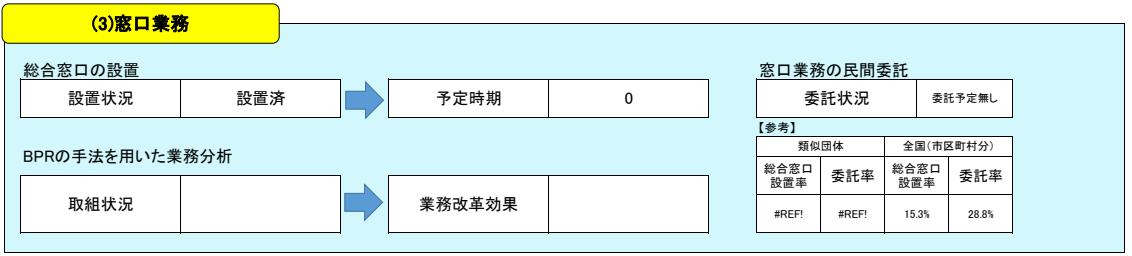 (3)窓口業務
総合窓口の設置
設置状況 設置済 予定時期 0
BPRの手法を用いた業務分析
取組状況 業務改革効果
窓口業務の民間委託
委託状況 委託予定無し
【参考】
類似団体 全国(市区町村分)
総合窓口 設置率 委託率 総合窓口 設置率 委託率
#REF! #REF! 15.3% 28.8%